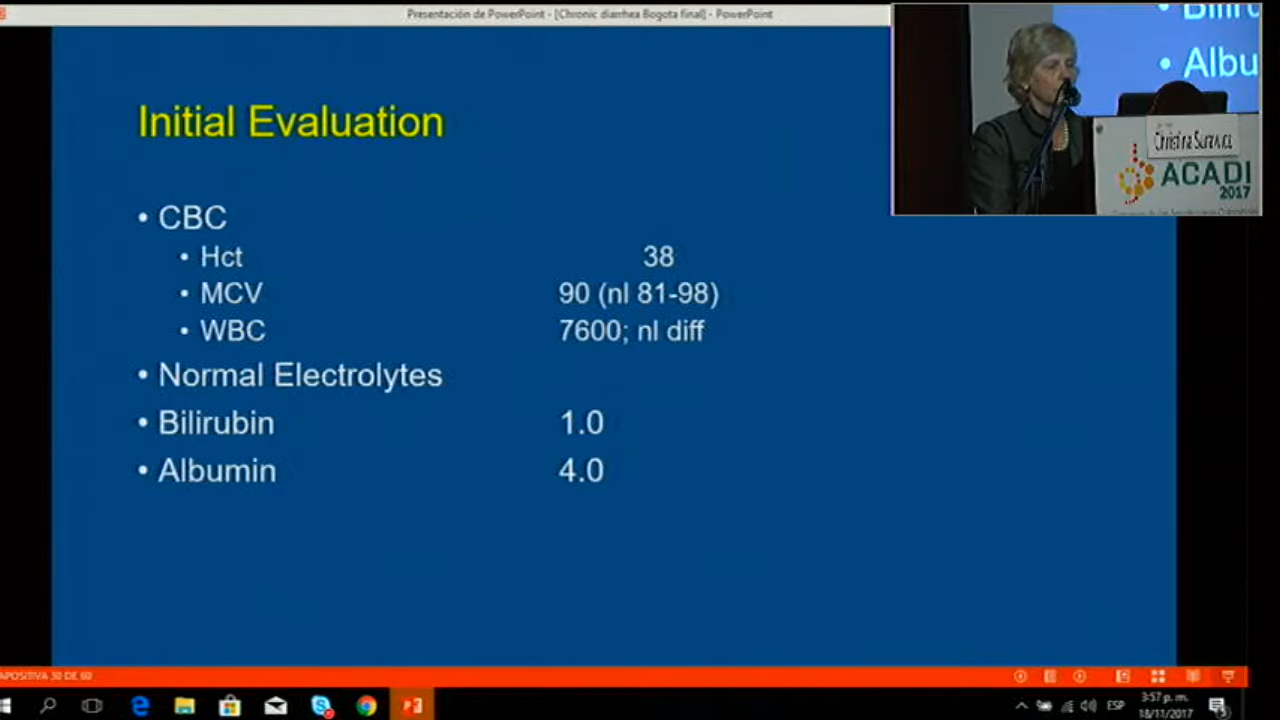 Presentación de PowerPoint - [Chronic diarrhea Bogota final] - PowerPoint
Initial Evaluation
• CBC
• Hct 38
• MCV 90 (nl 81-98)
• WBC 7600; nl diff
• Normal Electrolytes
• Bilirubin 1.0
• Albumin 4.0
• Albu
Christina
ACADI
2017
APOSITIVA 30 DE 60
ESP
3:57 p. m.
18/11/2017